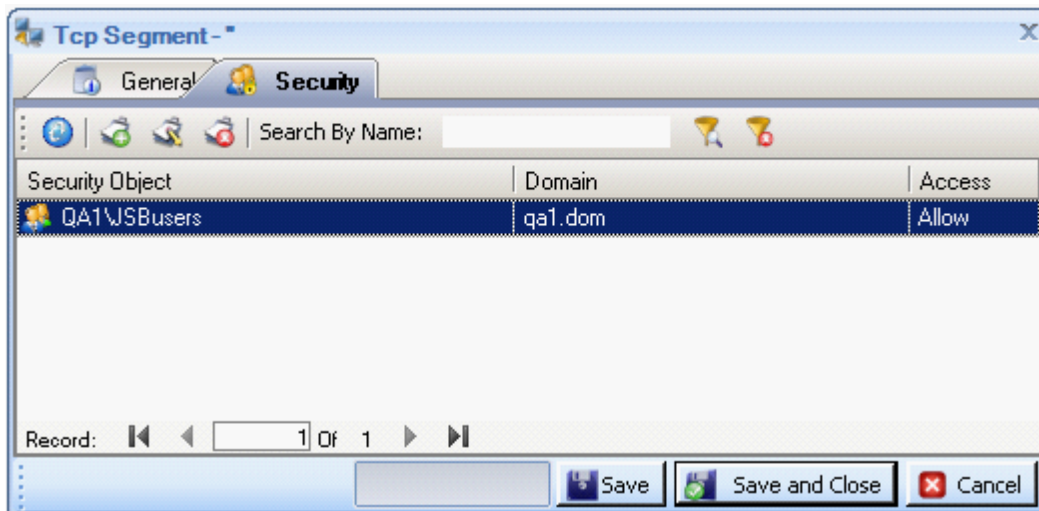 Tcp Segment - *
General
Security
Search By Name:
Security Object Domain Access
QA1\JSBusers qa1.dom Allow
Record: 1 Of 1
Save Save and Close Cancel